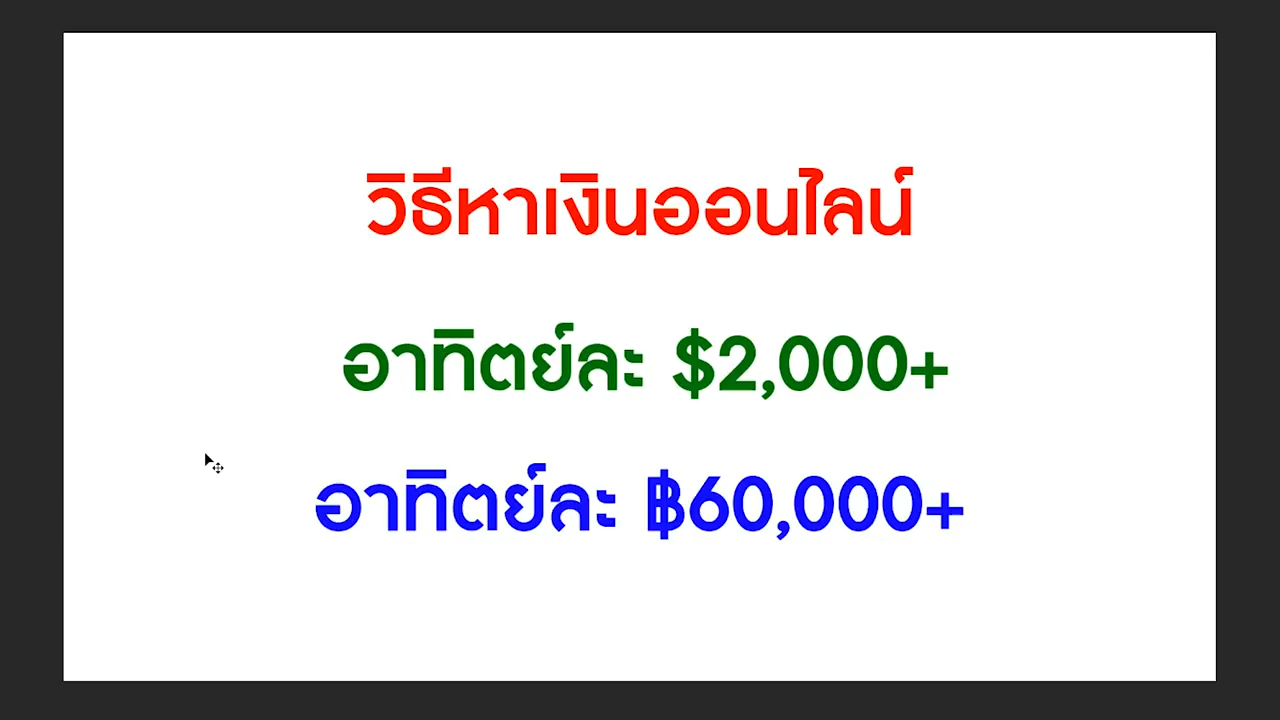 วิธีหาเงินออนไลน์
อาทิตย์ละ $2,000+
อาทิตย์ละ ฿60,000+